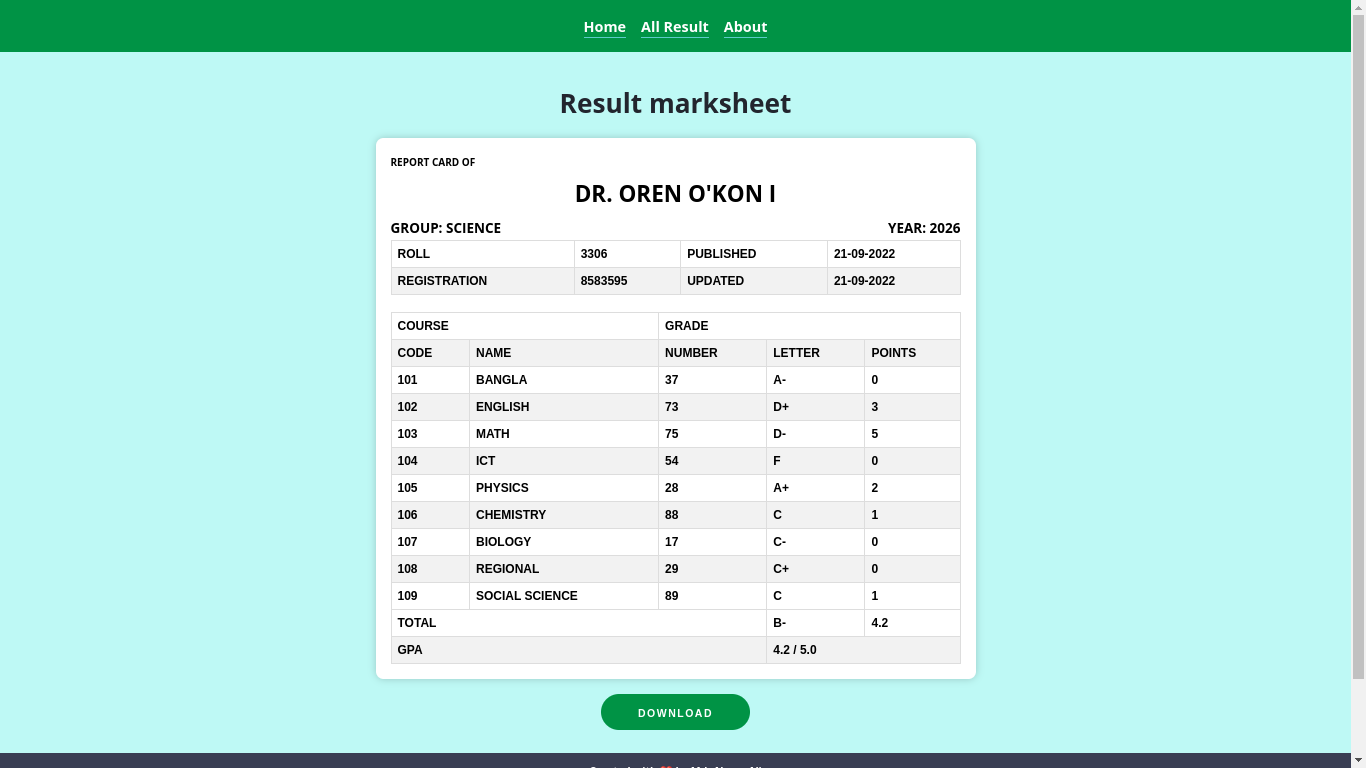 Home All Result About
Result marksheet
REPORT CARD OF
DR. OREN O'KON I
GROUP: SCIENCE YEAR: 2026
ROLL 3306 PUBLISHED 21-09-2022
REGISTRATION 8583595 UPDATED 21-09-2022
COURSE GRADE
CODE NAME NUMBER LETTER POINTS
101 BANGLA 37 A- 0
102 ENGLISH 73 D+ 3
103 MATH 75 D- 5
104 ICT 54 F 0
105 PHYSICS 28 A+ 2
106 CHEMISTRY 88 C 1
107 BIOLOGY 17 C- 0
108 REGIONAL 29 C+ 0
109 SOCIAL SCIENCE 89 C 1
TOTAL B- 4.2
GPA 4.2 / 5.0
DOWNLOAD